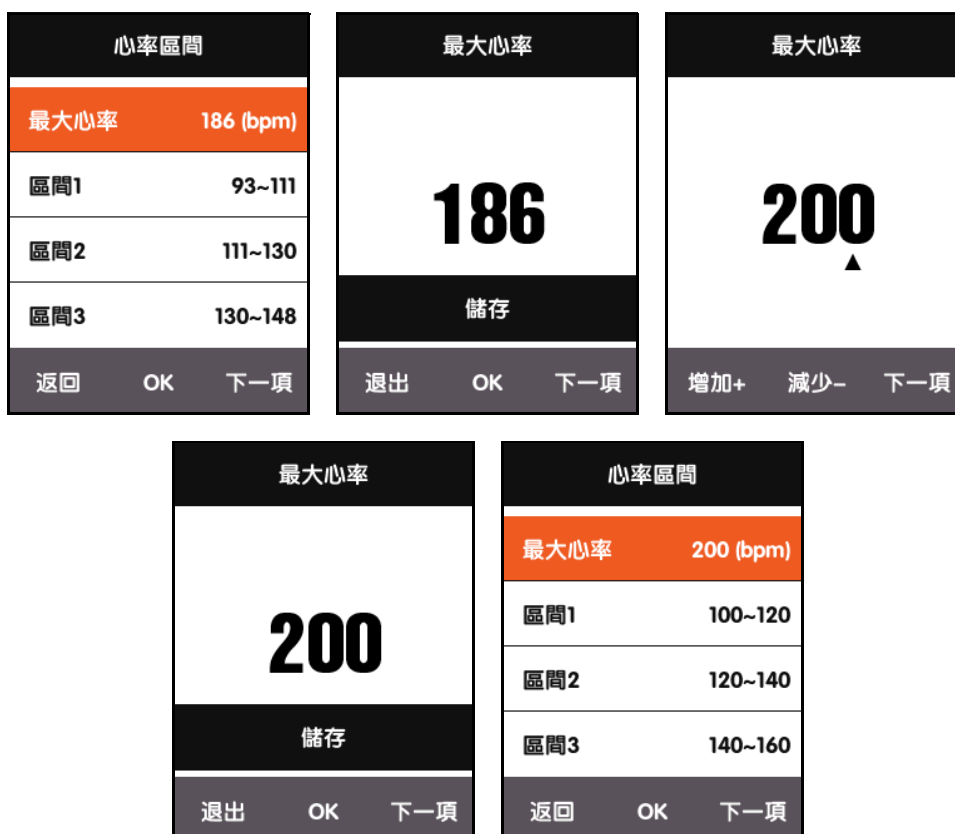 心率區間
最大心率 186 (bpm)
區間1 93~111
區間2 111~130
區間3 130~148
返回 OK 下一項
最大心率
186
儲存
退出 OK 下一項
最大心率
200
▲
增加+ 減少– 下一項
最大心率
200
儲存
退出 OK 下一項
心率區間
最大心率 200 (bpm)
區間1 100~120
區間2 120~140
區間3 140~160
返回 OK 下一項